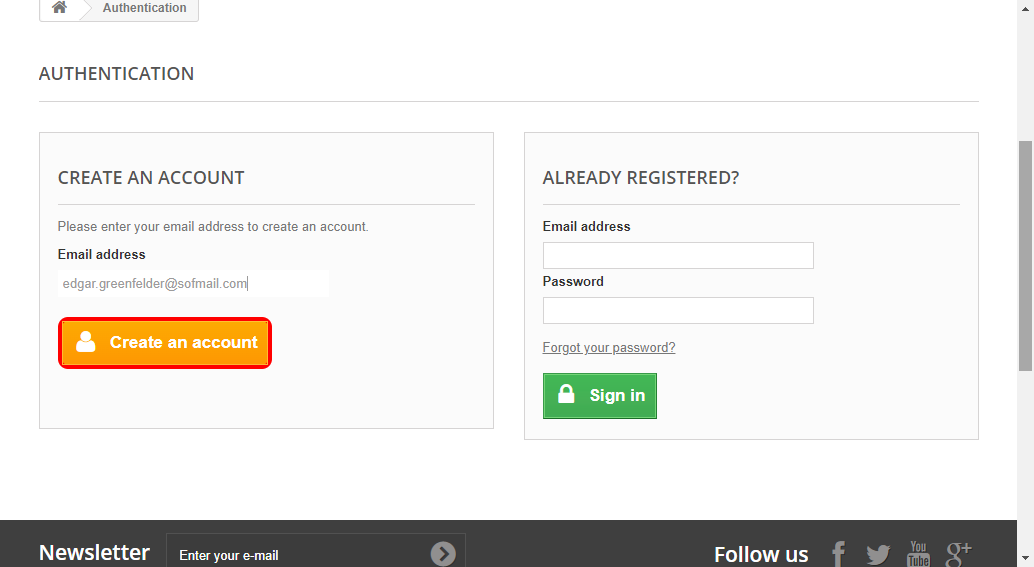 Authentication
AUTHENTICATION
CREATE AN ACCOUNT
Please enter your email address to create an account.
Email address
edgar.greenfelder@sofmail.com
Create an account
ALREADY REGISTERED?
Email address
Password
Forgot your password?
Sign in
Newsletter
Enter your e-mail
Follow us
You
Tube
g+